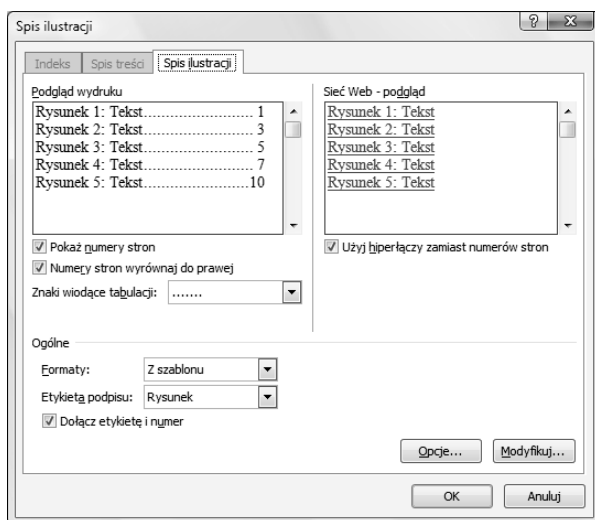 Spis ilustracji
Indeks Spis treści Spis ilustracji
Podgląd wydruku
Rysunek 1: Tekst............................ 1
Rysunek 2: Tekst............................ 3
Rysunek 3: Tekst............................ 5
Rysunek 4: Tekst............................ 7
Rysunek 5: Tekst...........................10
Pokaż numery stron
Numery stron wyrównaj do prawej
Znaki wiodące tabulacji: .......
Sieć Web - podgląd
Rysunek 1: Tekst
Rysunek 2: Tekst
Rysunek 3: Tekst
Rysunek 4: Tekst
Rysunek 5: Tekst
Użyj hiperłączy zamiast numerów stron
Ogólne
Formaty: Z szablonu
Etykieta podpisu: Rysunek
Dołącz etykietę i numer
Opcje... Modyfikuj...
OK Anuluj